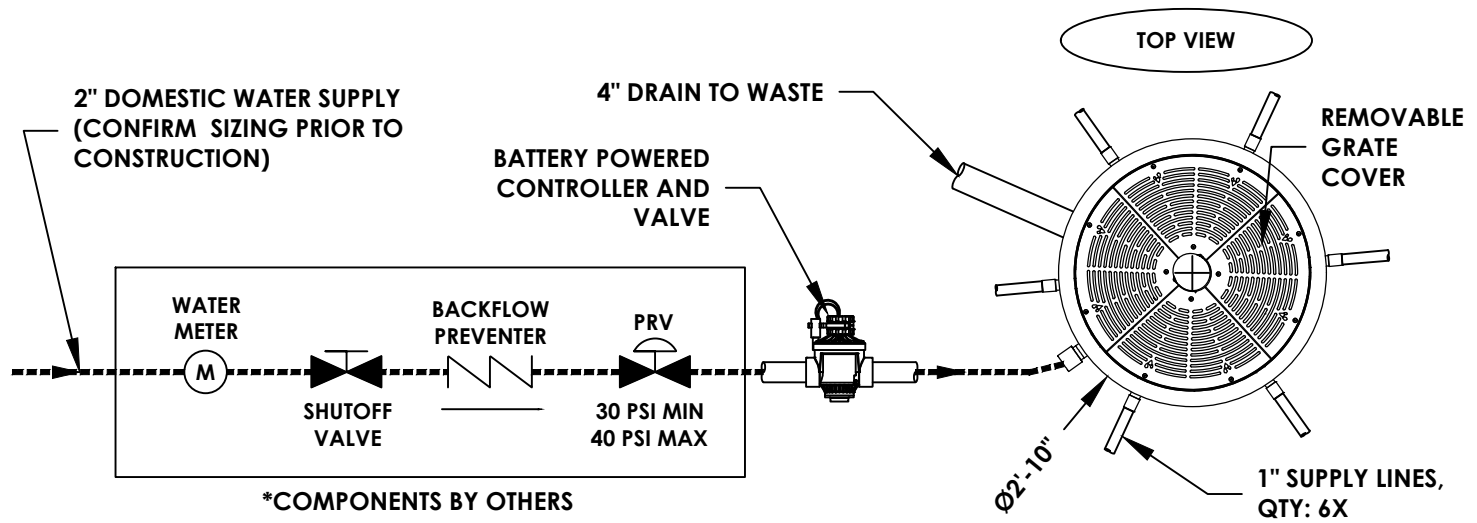 TOP VIEW
2" DOMESTIC WATER SUPPLY
(CONFIRM SIZING PRIOR TO
CONSTRUCTION)
4" DRAIN TO WASTE
BATTERY POWERED
CONTROLLER AND
VALVE
REMOVABLE
GRATE
COVER
WATER
METER
M
SHUTOFF
VALVE
BACKFLOW
PREVENTER
PRV
30 PSI MIN
40 PSI MAX
*COMPONENTS BY OTHERS
Ø2'-10"
1" SUPPLY LINES,
QTY: 6X